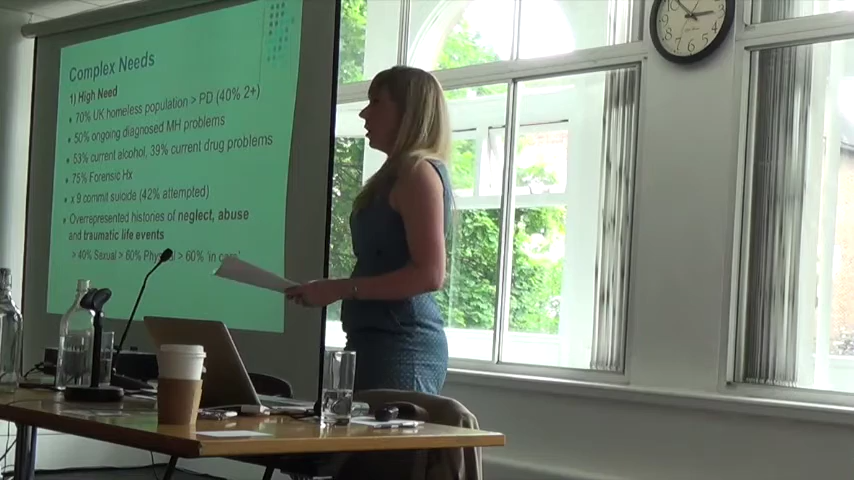 Complex Needs
1) High Need
• 70% UK homeless population > PD (40% 2+)
• 50% ongoing diagnosed MH problems
• 53% current alcohol, 39% current drug problems
• 75% Forensic Hx
• x 9 commit suicide (42% attempted)
• Overrepresented histories of neglect, abuse
and traumatic life events
> 40% Sexual > 60% > 60% 'in